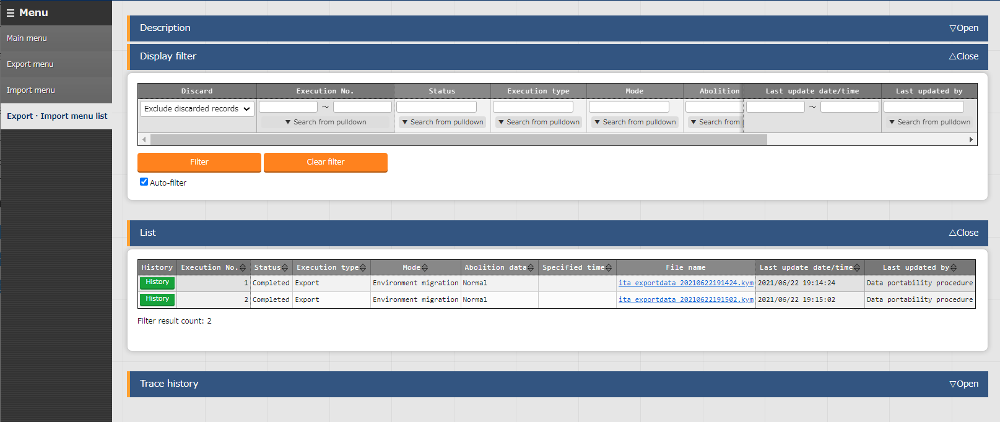 ☰ Menu
Main menu
Export menu
Import menu
Export · Import menu list
Description
▽Open
Display filter
△Close
Discard Execution No. Status Execution type Mode Abolition Last update date/time Last updated by
Exclude discarded records ~ ~
▼ Search from pulldown ▼ Search from pulldown ▼ Search from pulldown ▼ Search from pulldown ▼ Search from ▼ Search from pulldown
Filter Clear filter
Auto-filter
List
△Close
History Execution No. Status Execution type Mode Abolition data Specified time File name Last update date/time Last updated by
History 1 Completed Export Environment migration Normal ita_exportdata_20210622191424.kym 2021/06/22 19:14:24 Data portability procedure
History 2 Completed Export Environment migration Normal ita_exportdata_20210622191502.kym 2021/06/22 19:15:02 Data portability procedure
Filter result count: 2
Trace history
▽Open